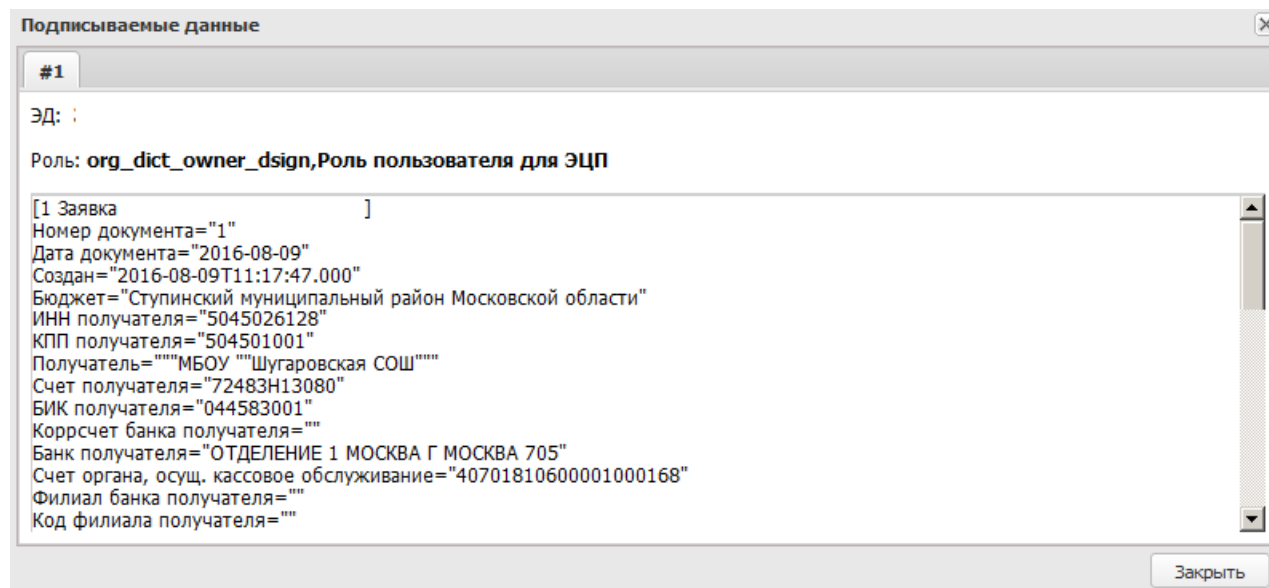 Подписываемые данные
#1
ЭД:
Роль: org_dict_owner_dsign,Роль пользователя для ЭЦП
[1 Заявка ]
Номер документа="1"
Дата документа="2016-08-09"
Создан="2016-08-09T11:17:47.000"
Бюджет="Ступинский муниципальный район Московской области"
ИНН получателя="5045026128"
КПП получателя="504501001"
Получатель="""МБОУ ""Шугаровская СОШ"""
Счет получателя="72483Н13080"
БИК получателя="044583001"
Коррсчет банка получателя=""
Банк получателя="ОТДЕЛЕНИЕ 1 МОСКВА Г МОСКВА 705"
Счет органа, осущ. кассовое обслуживание="40701810600001000168"
Филиал банка получателя=""
Код филиала получателя=""
Закрыть